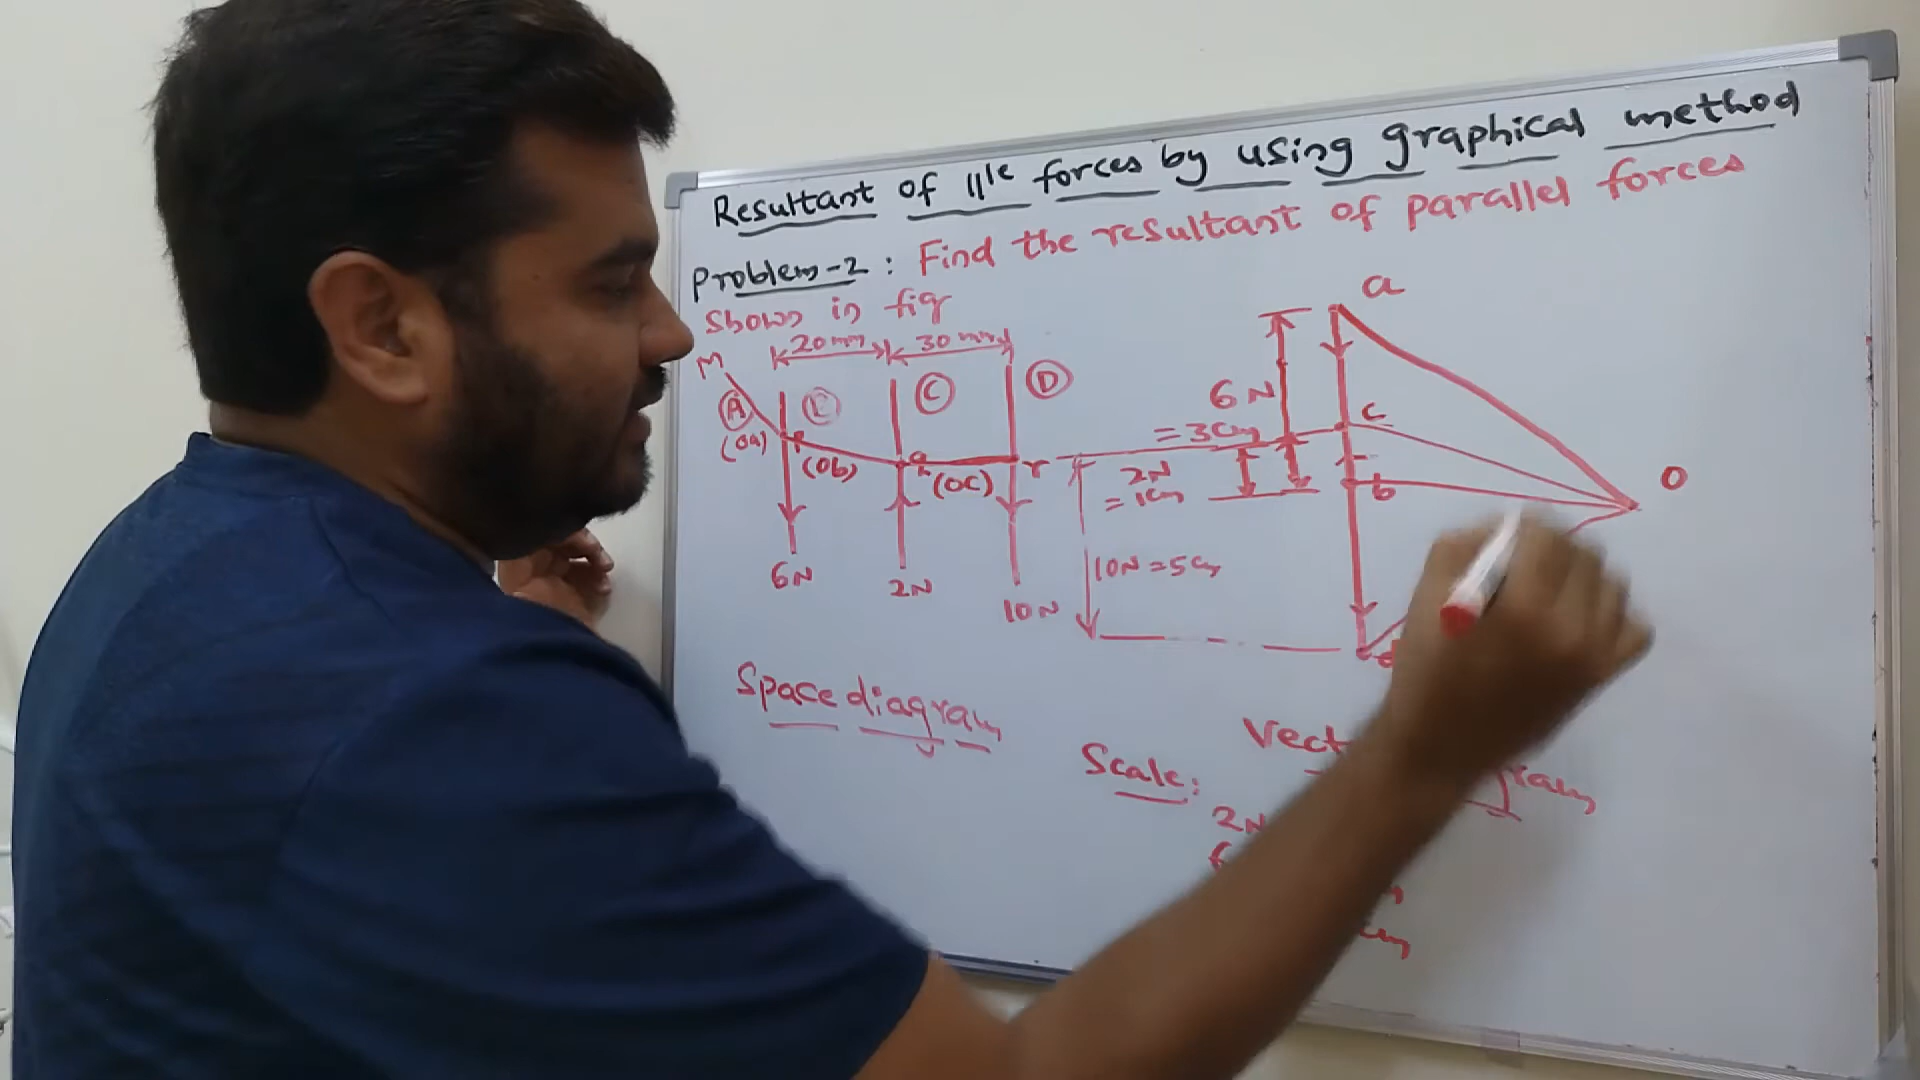 Resultant of ||le forces by using graphical method
Problem-2 : Find the resultant of parallel forces
shown in fig
20mm 30mm
M
A C D
(oa) (ob) (oc) r
6N 2N 10N
Space diagram
a
6N
= 3cm
c
2N
= 1cm
b
o
10N = 5cm
d
Scale:
2N